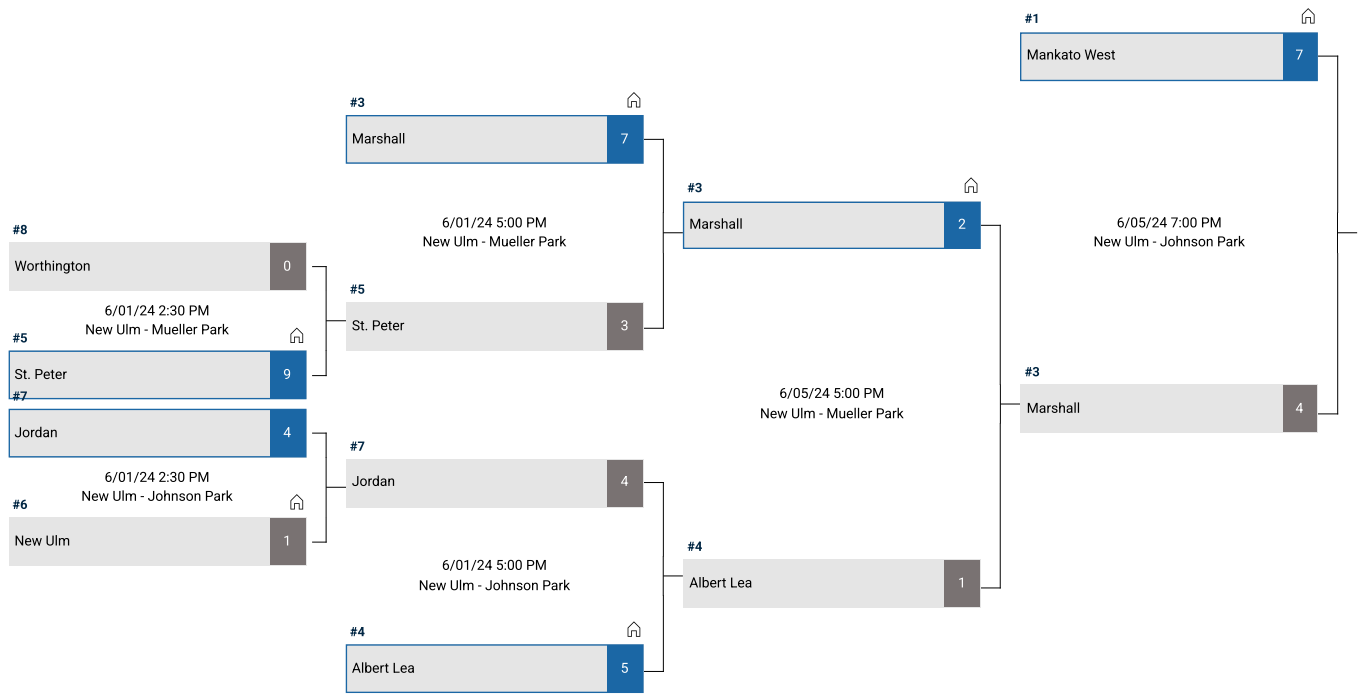 #8
Worthington
0
6/01/24 2:30 PM
New Ulm - Mueller Park
#5
St. Peter
9
#7
Jordan
4
6/01/24 2:30 PM
New Ulm - Johnson Park
#6
New Ulm
1
#3
Marshall
7
6/01/24 5:00 PM
New Ulm - Mueller Park
#5
St. Peter
3
#7
Jordan
4
6/01/24 5:00 PM
New Ulm - Johnson Park
#4
Albert Lea
5
#3
Marshall
2
6/05/24 5:00 PM
New Ulm - Mueller Park
#4
Albert Lea
1
#1
Mankato West
7
6/05/24 7:00 PM
New Ulm - Johnson Park
#3
Marshall
4